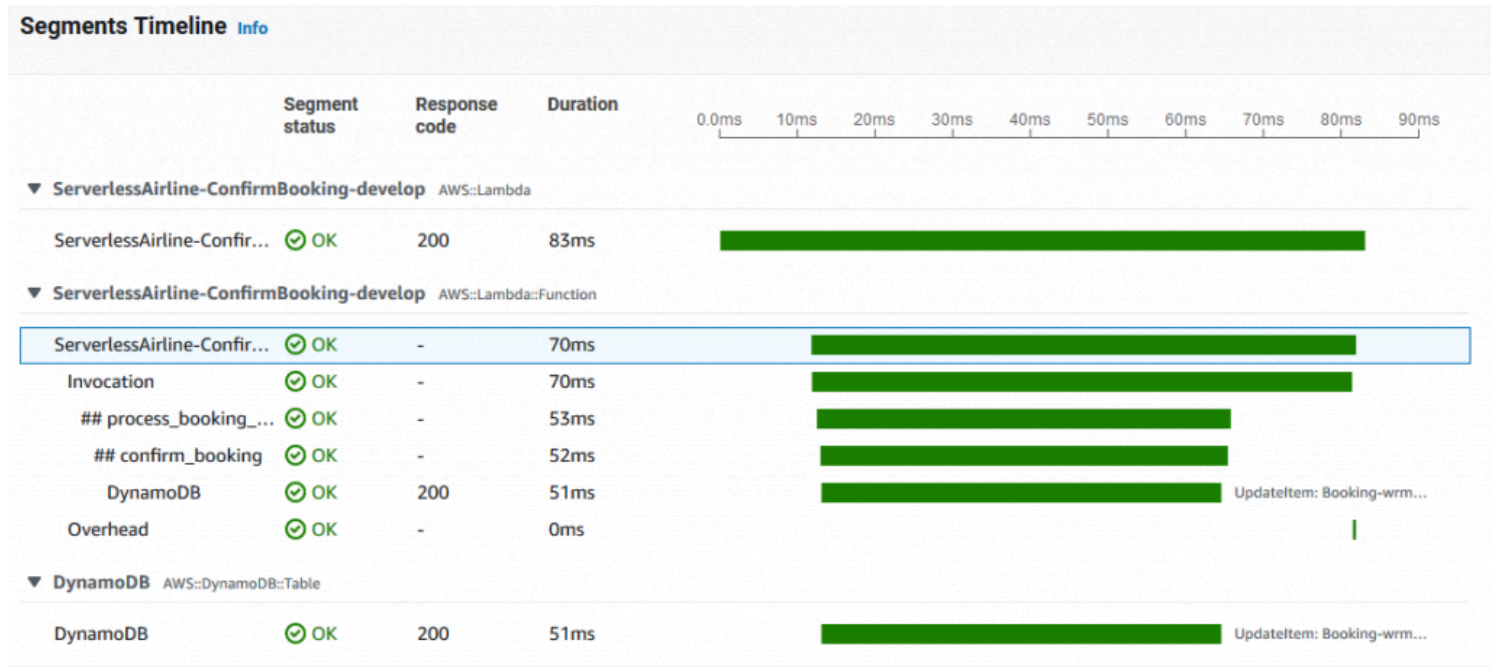 Segments Timeline Info
Segment status Response code Duration
0.0ms 10ms 20ms 30ms 40ms 50ms 60ms 70ms 80ms 90ms
▼ ServerlessAirline-ConfirmBooking-develop AWS::Lambda
ServerlessAirline-Confir... OK 200 83ms
▼ ServerlessAirline-ConfirmBooking-develop AWS::Lambda::Function
ServerlessAirline-Confir... OK - 70ms
Invocation OK - 70ms
## process_booking_... OK - 53ms
## confirm_booking OK - 52ms
DynamoDB OK 200 51ms UpdateItem: Booking-wrm...
Overhead OK - 0ms
▼ DynamoDB AWS::DynamoDB::Table
DynamoDB OK 200 51ms UpdateItem: Booking-wrm...